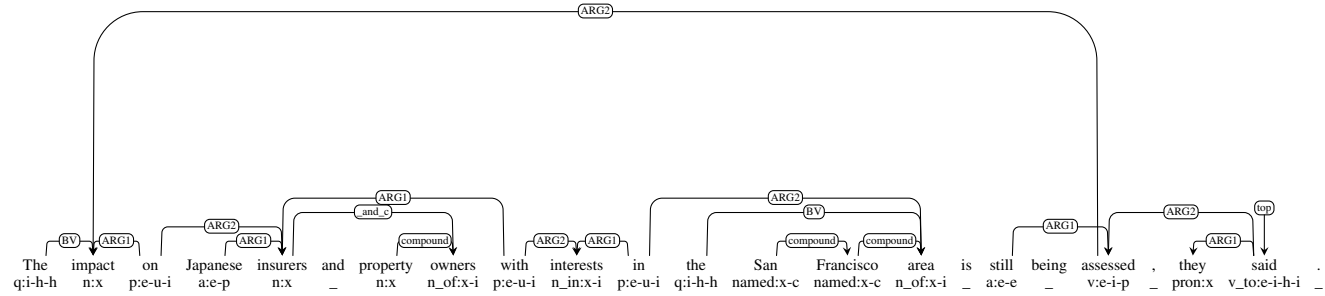 ARG2
ARG1 ARG2
_and_c BV top
ARG2 ARG1 ARG2
BV ARG1 ARG1 compound ARG2 ARG1 compound compound ARG1
The impact on Japanese insurers and property owners with interests in the San Francisco area is still being assessed , they said .
q:i-h-h n:x p:e-u-i a:e-p n:x _ n:x n_of:x-i p:e-u-i n_in:x-i p:e-u-i q:i-h-h named:x-c named:x-c n_of:x-i _ a:e-e _ v:e-i-p _ pron:x v_to:e-i-h-i _